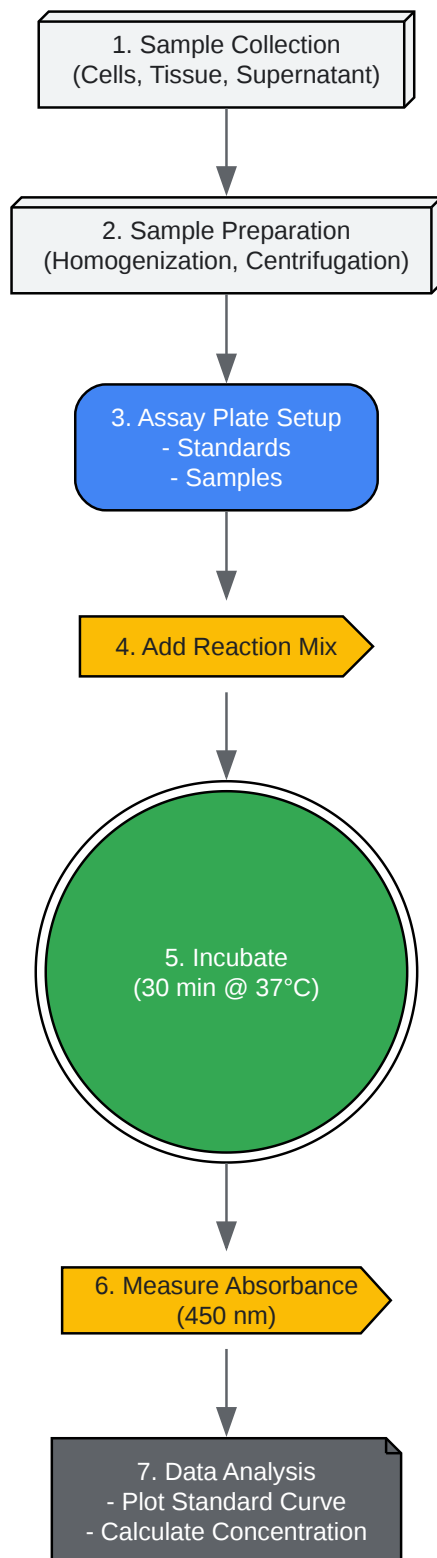 1. Sample Collection
(Cells, Tissue, Supernatant)
2. Sample Preparation
(Homogenization, Centrifugation)
3. Assay Plate Setup
- Standards
- Samples
4. Add Reaction Mix
5. Incubate
(30 min @ 37°C)
6. Measure Absorbance
(450 nm)
7. Data Analysis
- Plot Standard Curve
- Calculate Concentration